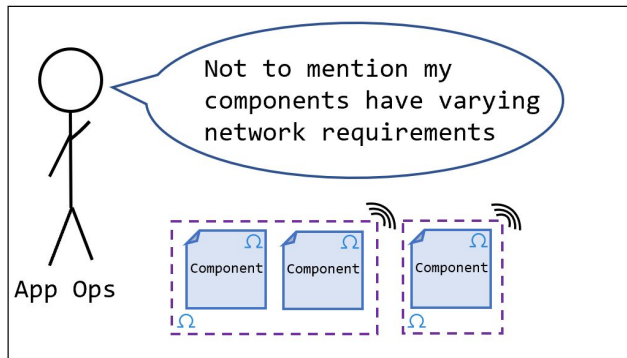 Not to mention my
components have varying
network requirements
Ω Ω Ω
Component Component Component
Ω Ω
App Ops